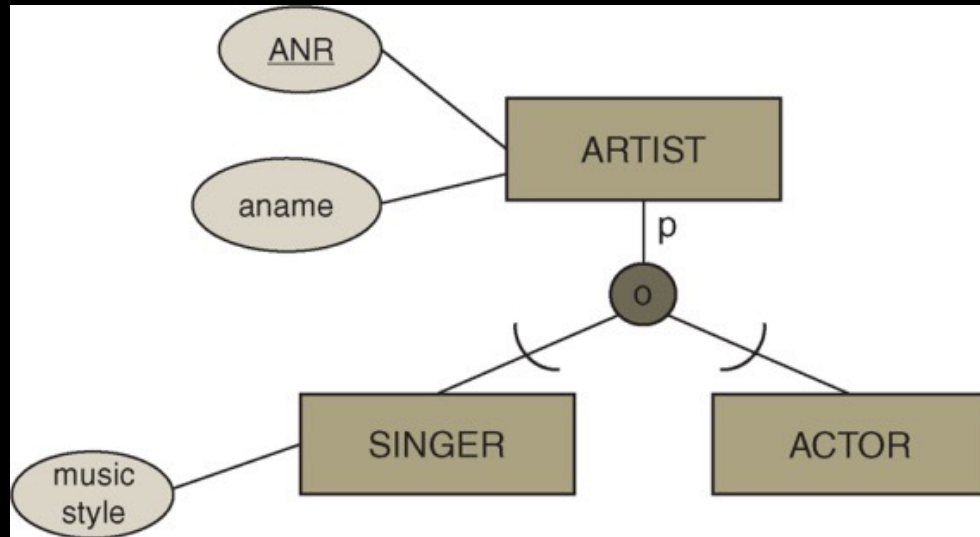 ANR
ARTIST
aname
p
o
SINGER
ACTOR
music
style